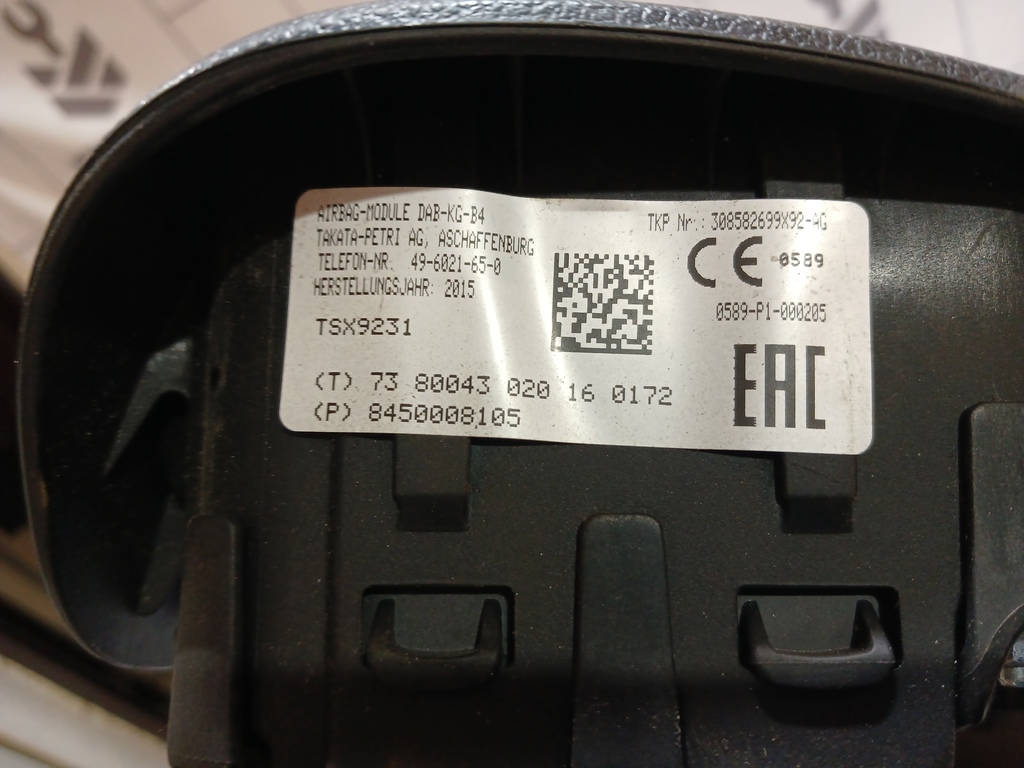 AIRBAG-MODULE DAB-KG-B4
TAKATA-PETRI AG, ASCHAFFENBURG
TELEFON-NR. 49-6021-65-0
HERSTELLUNGSJAHR: 2015
TSX9231
(T) 73 80043 020 16 0172
(P) 8450008105
TKP Nr.: 308582699X92-AG
CE 0589
0589-P1-000205
EAC